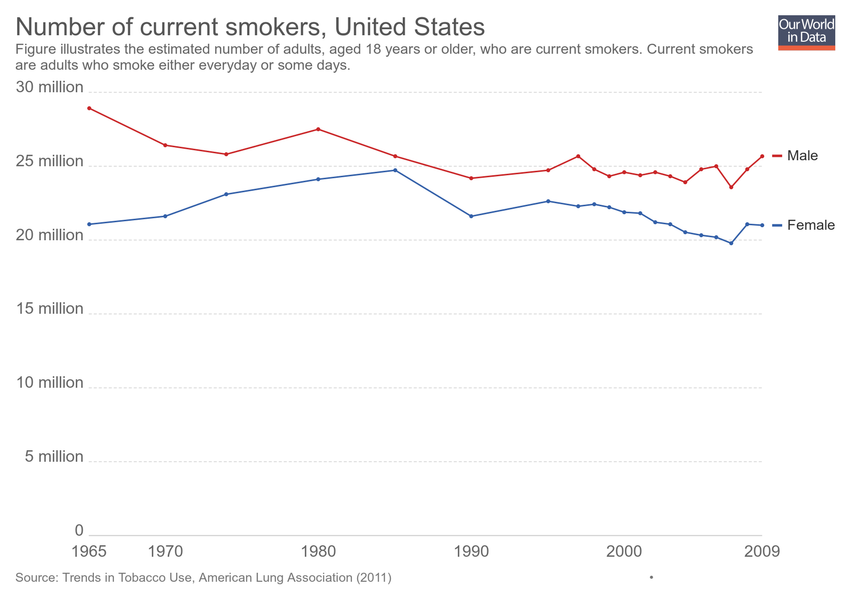 Number of current smokers, United States
Our World
in Data
Figure illustrates the estimated number of adults, aged 18 years or older, who are current smokers. Current smokers
are adults who smoke either everyday or some days.
30 million
25 million
20 million
15 million
10 million
5 million
0
Male
Female
1965 1970 1980 1990 2000 2009
Source: Trends in Tobacco Use, American Lung Association (2011)